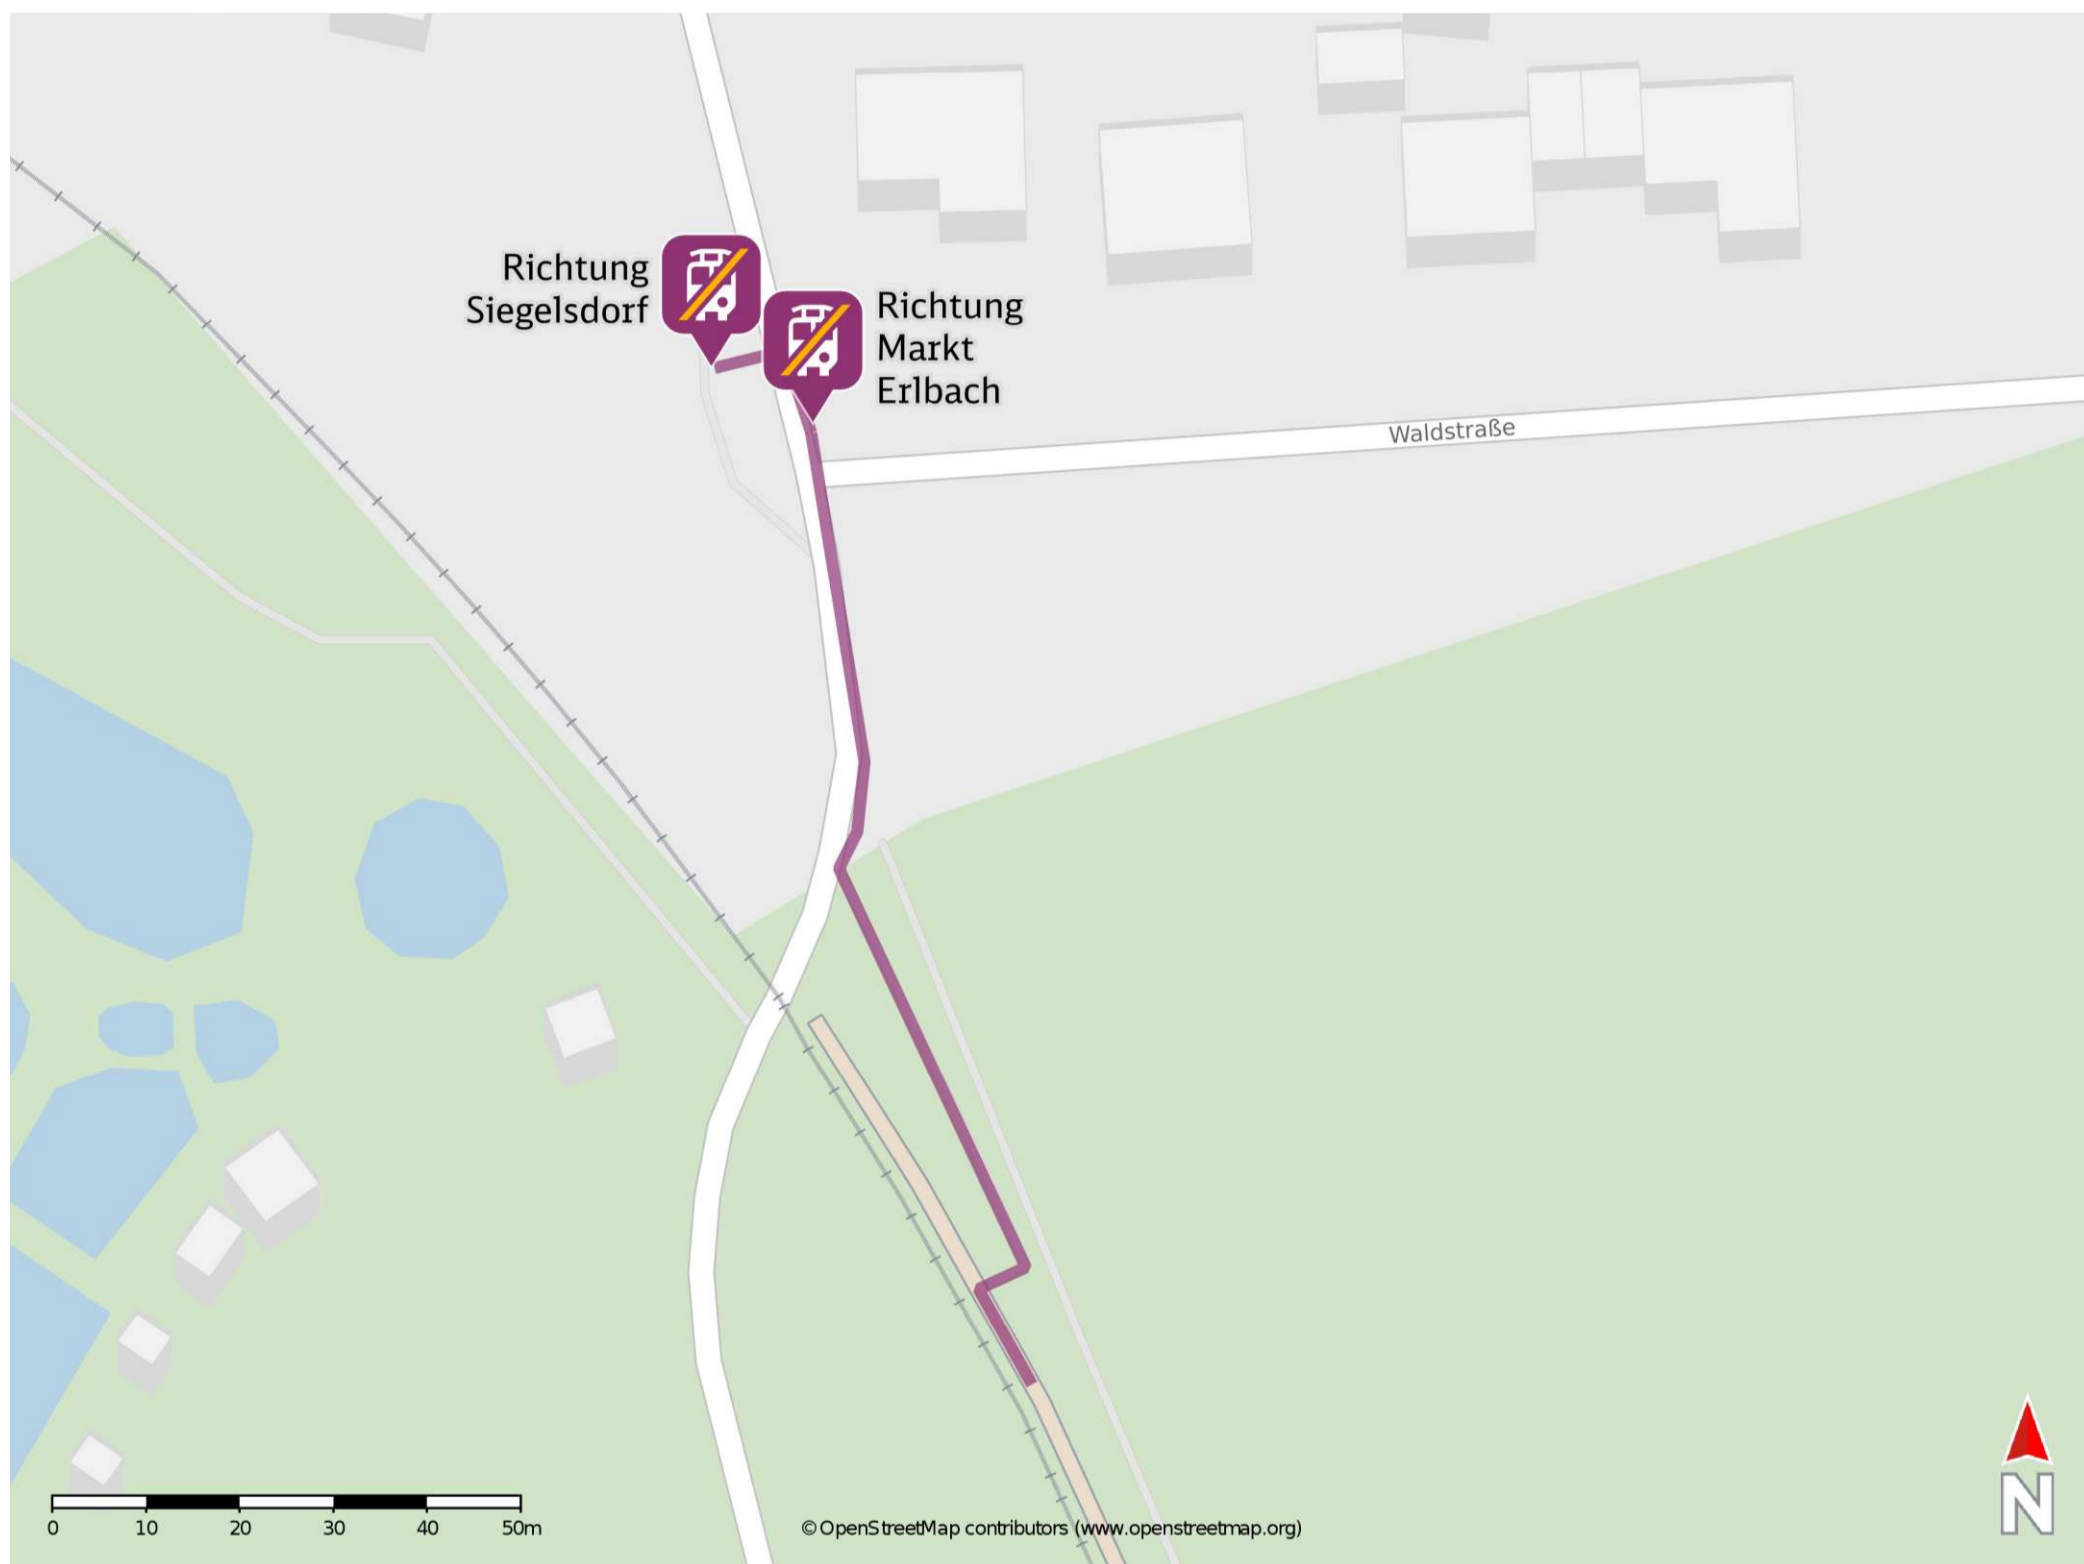 Richtung
Siegelsdorf
Richtung
Markt
Erlbach
Waldstraße
0 10 20 30 40 50m
© OpenStreetMap contributors (www.openstreetmap.org)
N